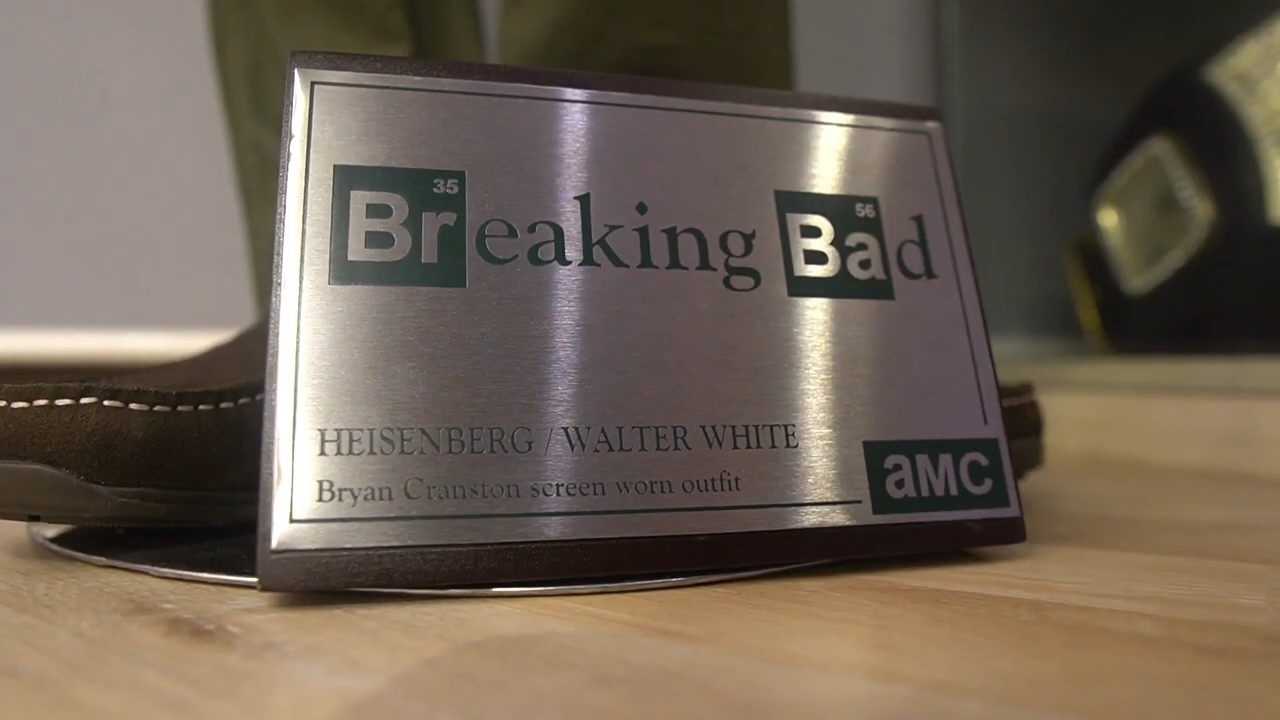 35
56
Breaking Bad
HEISENBERG / WALTER WHITE
Bryan Cranston screen worn outfit
aMC